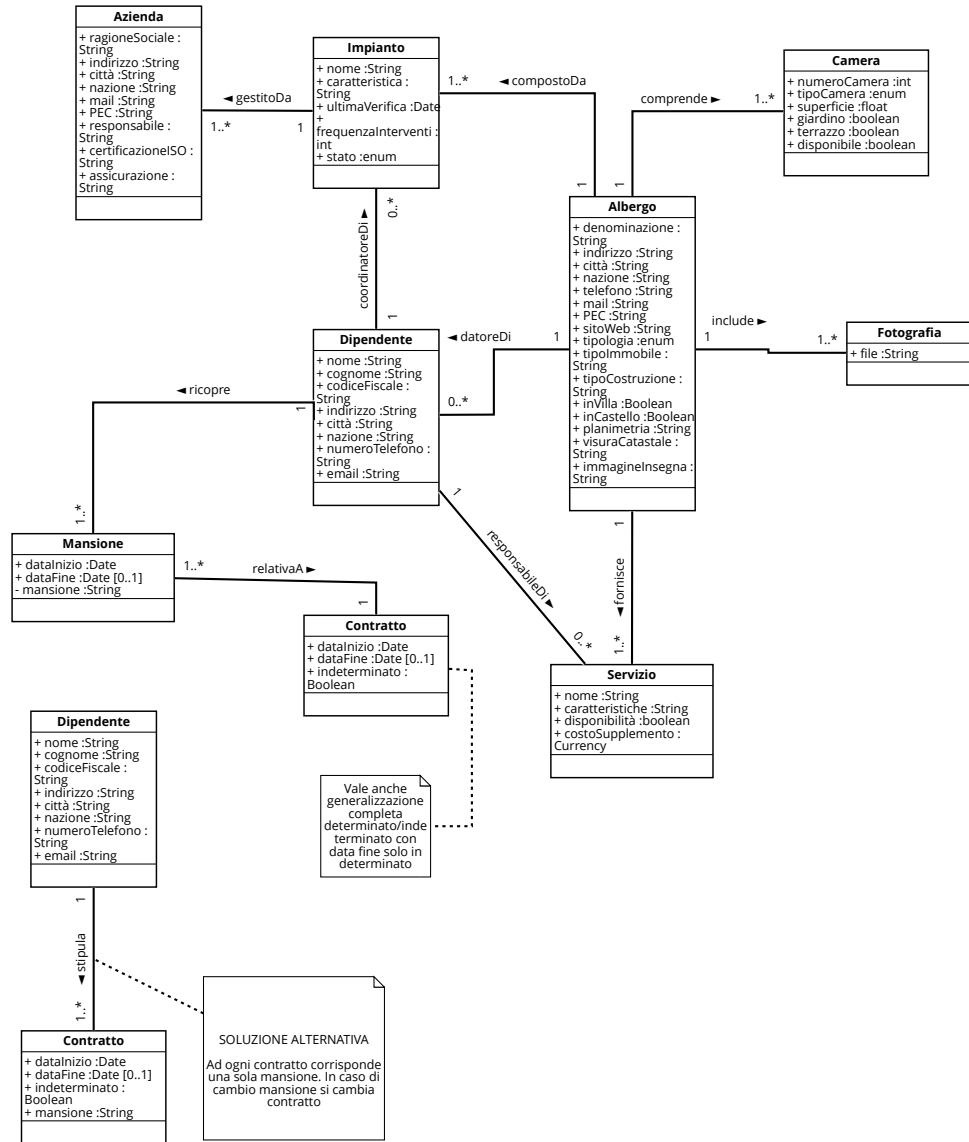 Azienda
+ ragioneSociale :
String
+ indirizzo :String
+ città :String
+ nazione :String
+ mail :String
+ PEC :String
+ responsabile :
String
+ certificazioneISO :
String
+ assicurazione :
String
◄ gestitoDa
1..*
1
Impianto
+ nome :String
+ caratteristica :
String
+ ultimaVerifica :Date
+
frequenzaInterventi :
int
+ stato :enum
1..*
◄ compostoDa
1
comprende ►
1..*
1
Camera
+ numeroCamera :int
+ tipoCamera :enum
+ superficie :float
+ giardino :boolean
+ terrazzo :boolean
+ disponibile :boolean
0..*
coordinatoreDi ►
1
Albergo
+ denominazione :
String
+ indirizzo :String
+ città :String
+ nazione :String
+ telefono :String
+ mail :String
+ PEC :String
+ sitoWeb :String
+ tipologia :enum
+ tipoImmobile :
String
+ tipoCostruzione :
String
+ inVilla :Boolean
+ inCastello :Boolean
+ planimetria :String
+ visuraCatastale :
String
+ immagineInsegna :
String
include ►
1
1..*
Fotografia
+ file :String
◄ datoreDi
1
0..*
Dipendente
+ nome :String
+ cognome :String
+ codiceFiscale :
String
+ indirizzo :String
+ città :String
+ nazione :String
+ numeroTelefono :
String
+ email :String
◄ ricopre
1
1..*
Mansione
+ dataInizio :Date
+ dataFine :Date [0..1]
- mansione :String
1..*
relativaA ►
1
1
responsabileDi ►
0..*
1
◄ fornisce
1..*
Contratto
+ dataInizio :Date
+ dataFine :Date [0..1]
+ indeterminato :
Boolean
Servizio
+ nome :String
+ caratteristiche :String
+ disponibilità :boolean
+ costoSupplemento :
Currency
Vale anche
generalizzazione
completa
determinato/inde
terminato con
data fine solo in
determinato
Dipendente
+ nome :String
+ cognome :String
+ codiceFiscale :
String
+ indirizzo :String
+ città :String
+ nazione :String
+ numeroTelefono :
String
+ email :String
1
◄ stipula
1..*
SOLUZIONE ALTERNATIVA
Ad ogni contratto corrisponde
una sola mansione. In caso di
cambio mansione si cambia
contratto
Contratto
+ dataInizio :Date
+ dataFine :Date [0..1]
+ indeterminato :
Boolean
+ mansione :String